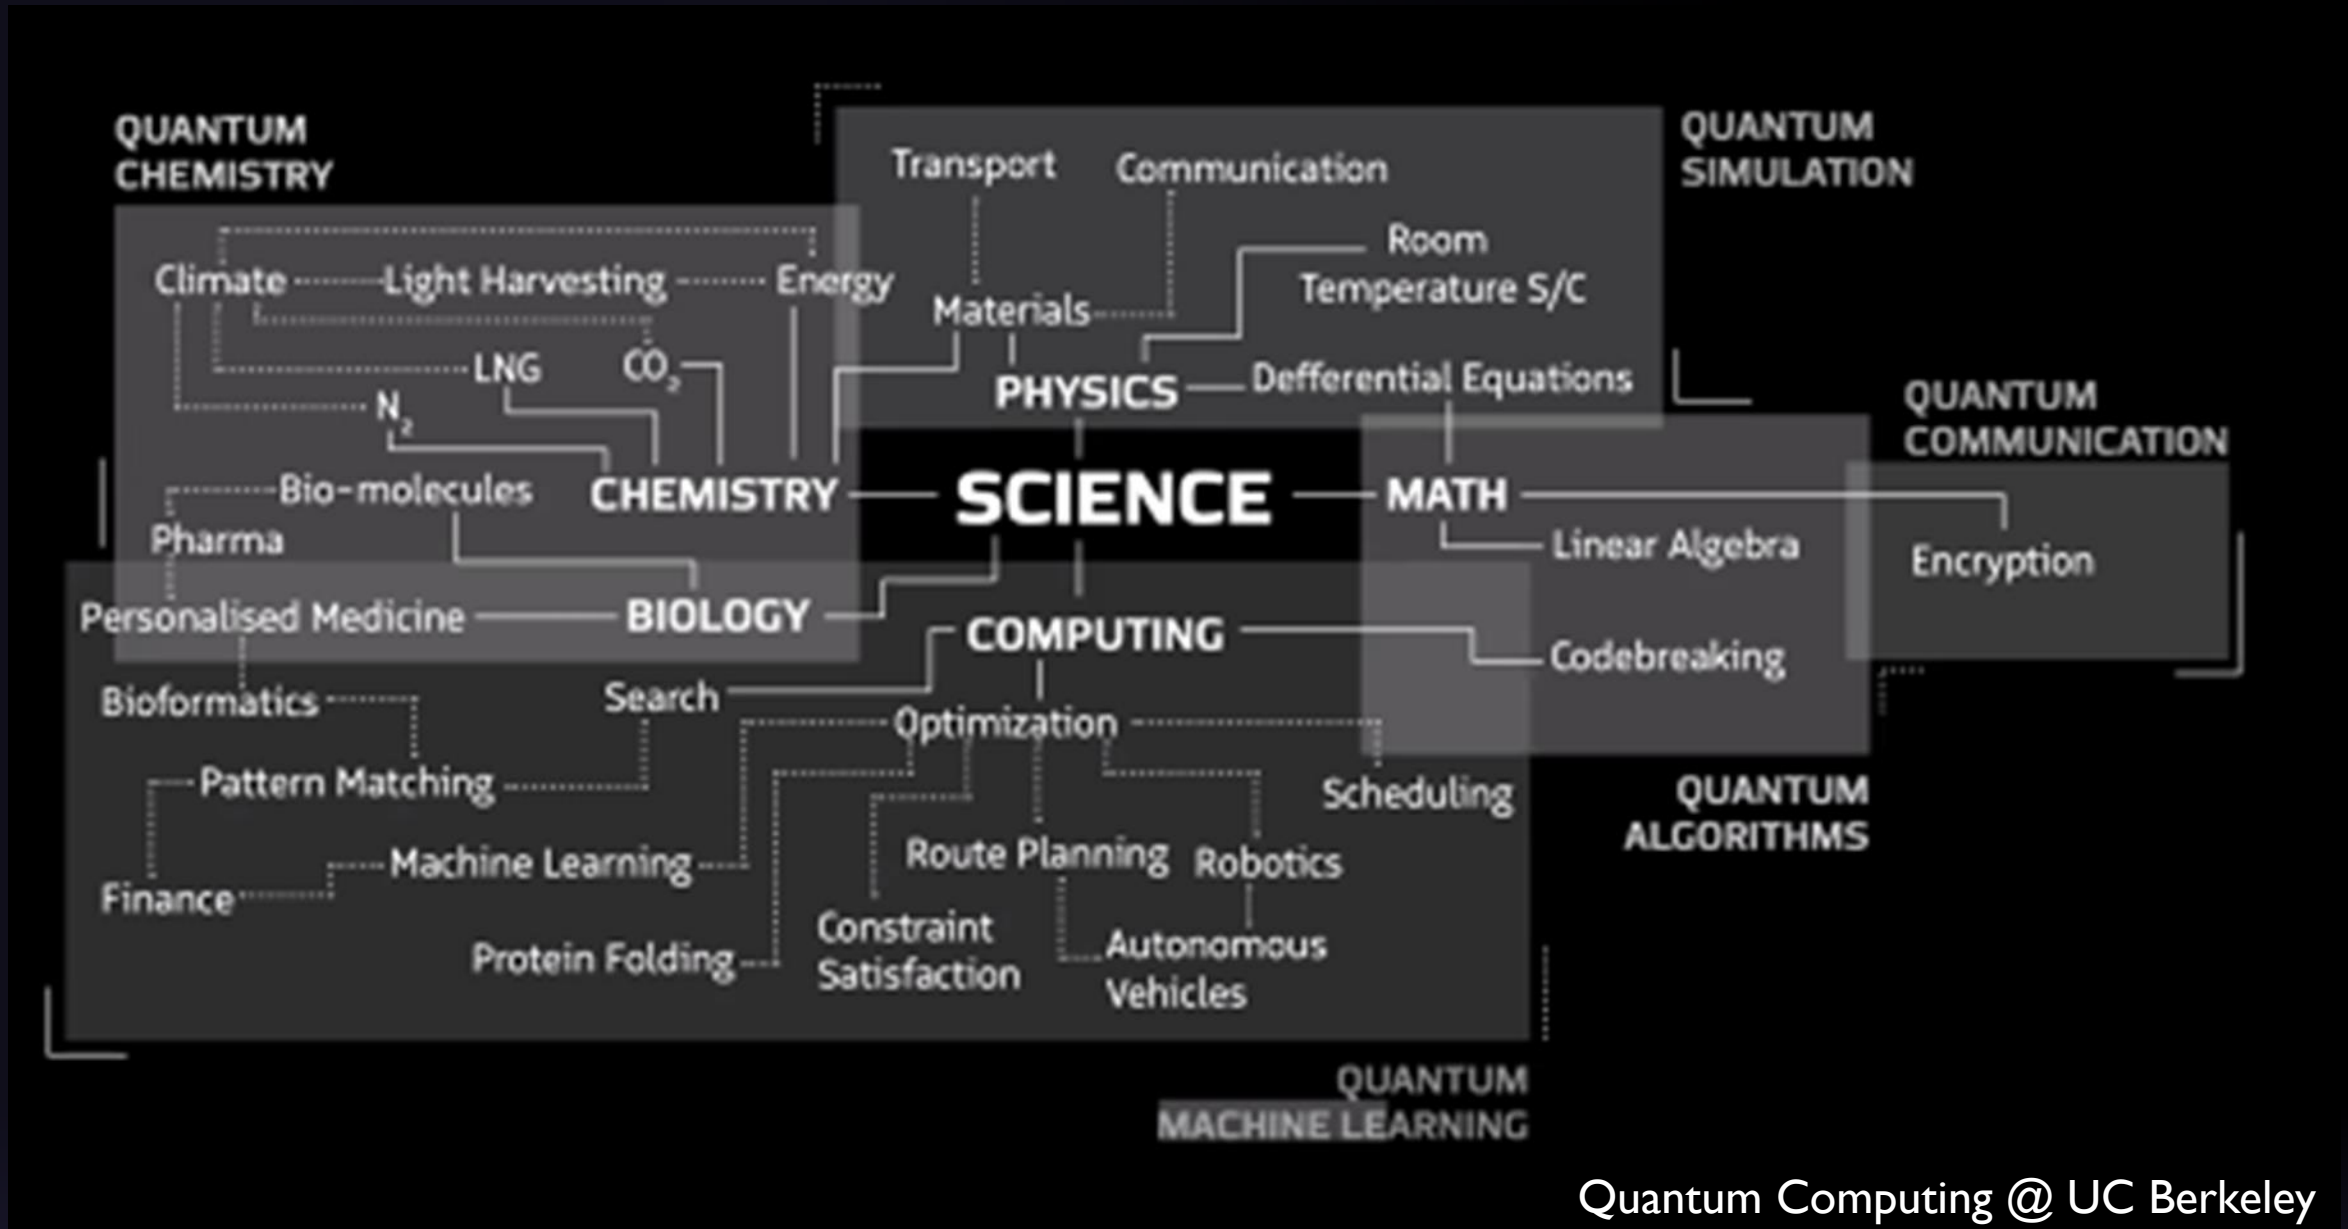 QUANTUM
CHEMISTRY
QUANTUM
SIMULATION
Transport
Communication
Room
Temperature S/C
Climate
Light Harvesting
Energy
Materials
LNG
CO₂
N₂
PHYSICS
Defferential Equations
QUANTUM
COMMUNICATION
Bio-molecules
CHEMISTRY
SCIENCE
MATH
Pharma
Linear Algebra
Encryption
Personalised Medicine
BIOLOGY
COMPUTING
Codebreaking
Bioformatics
Search
Optimization
Pattern Matching
Scheduling
QUANTUM
ALGORITHMS
Machine Learning
Route Planning
Robotics
Finance
Constraint
Satisfaction
Protein Folding
Autonomous
Vehicles
QUANTUM
MACHINE LEARNING
Quantum Computing @ UC Berkeley